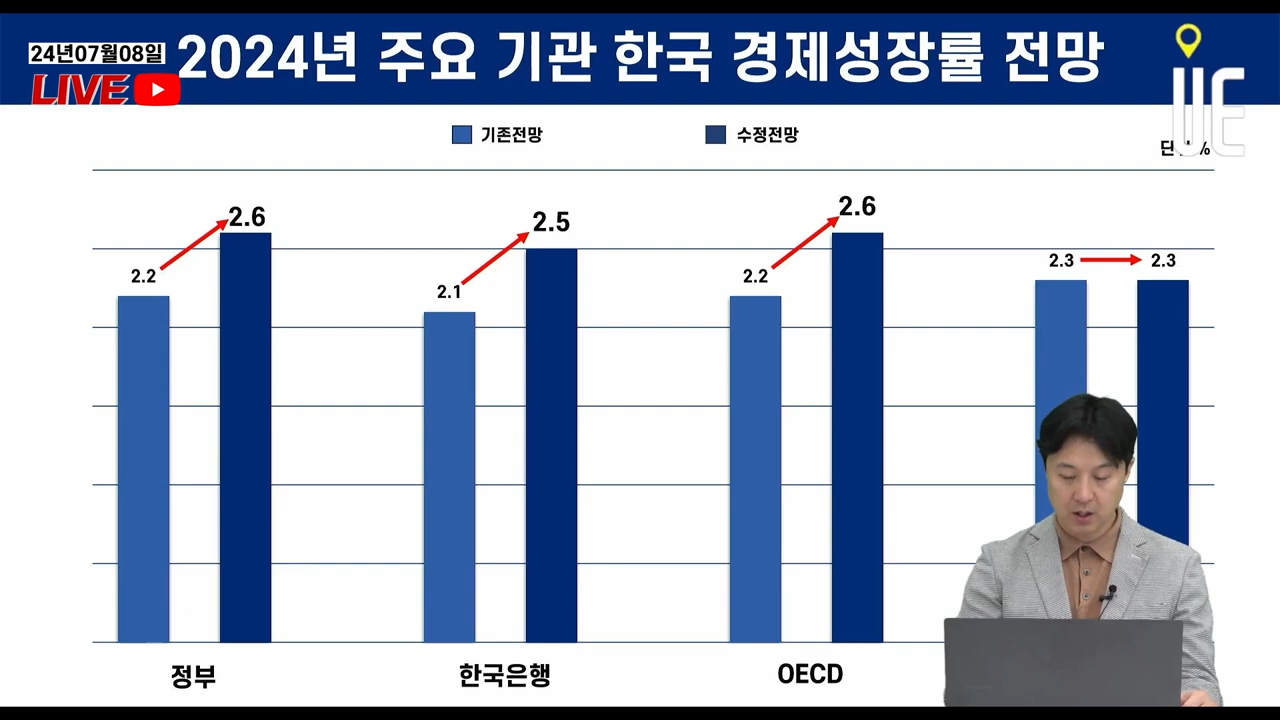 24년07월08일
LIVE
2024년 주요 기관 한국 경제성장률 전망
UE
기존전망
수정전망
%
2.2
2.6
2.1
2.5
2.2
2.6
2.3
2.3
정부
한국은행
OECD